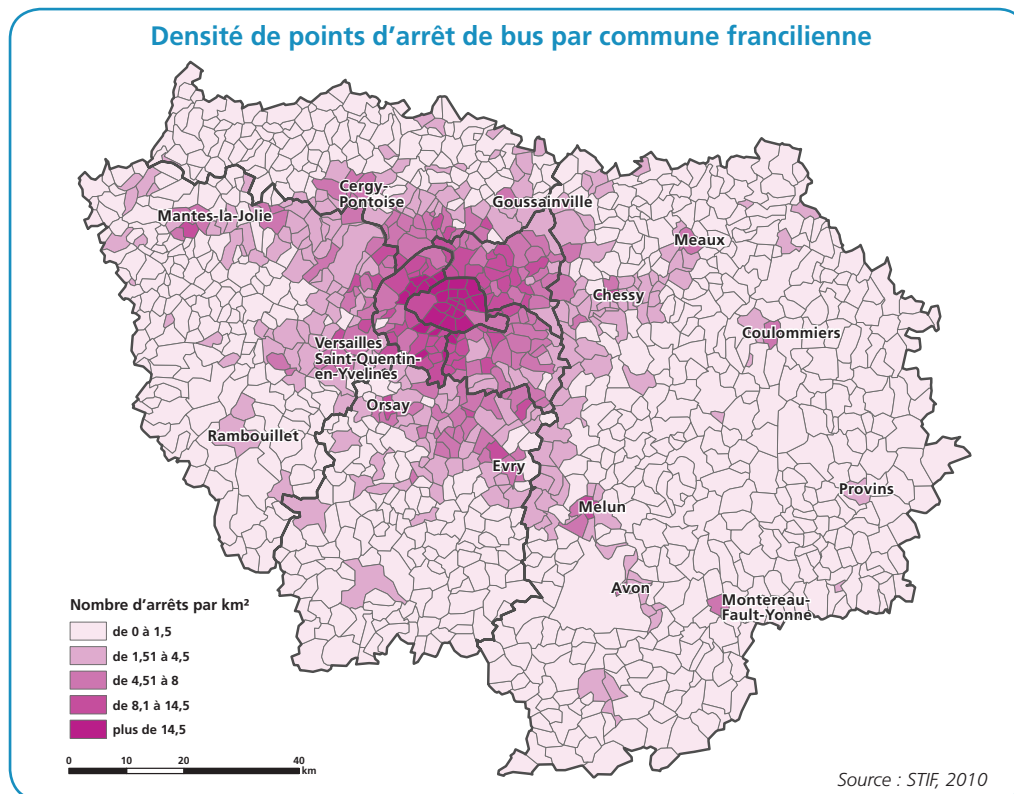 Densité de points d'arrêt de bus par commune francilienne
Cergy-
Pontoise
Goussainville
Mantes-la-Jolie
Meaux
Chessy
Coulommiers
Versailles
Saint-Quentin-
en-Yvelines
Orsay
Rambouillet
Evry
Provins
Melun
Avon
Montereau-
Fault-Yonne
Nombre d'arrêts par km²
de 0 à 1,5
de 1,51 à 4,5
de 4,51 à 8
de 8,1 à 14,5
plus de 14,5
0 10 20 40
km
Source : STIF, 2010